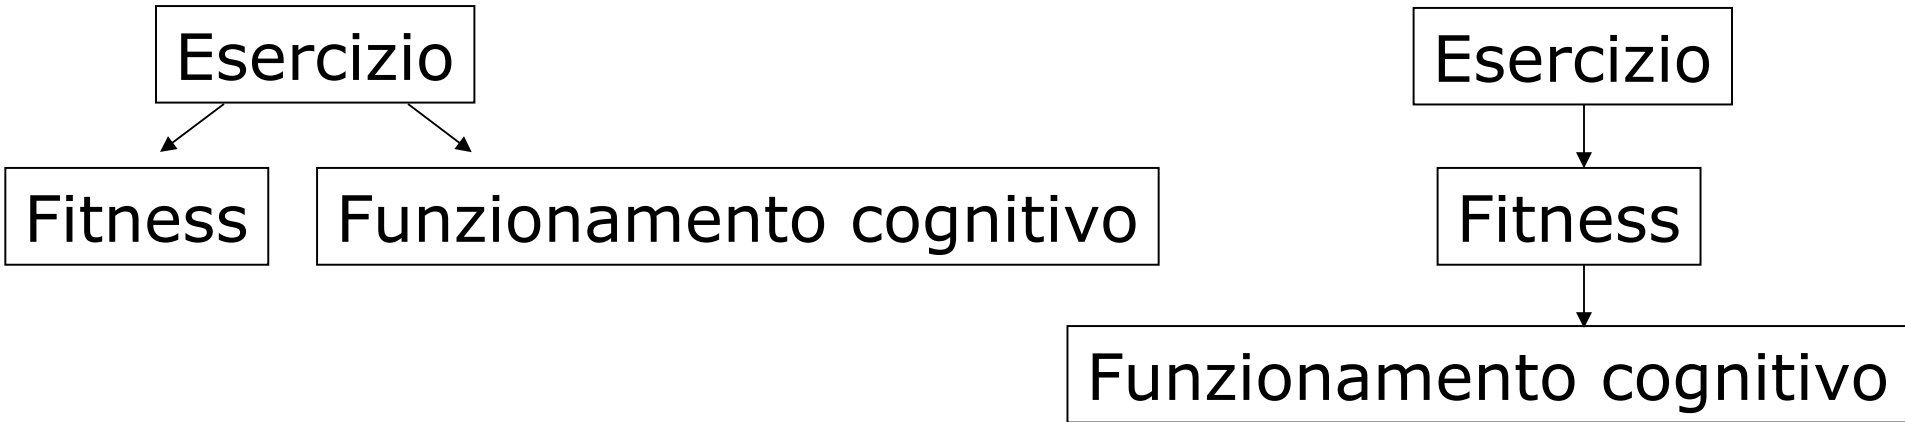 Esercizio
Fitness
Funzionamento cognitivo
Esercizio
Fitness
Funzionamento cognitivo